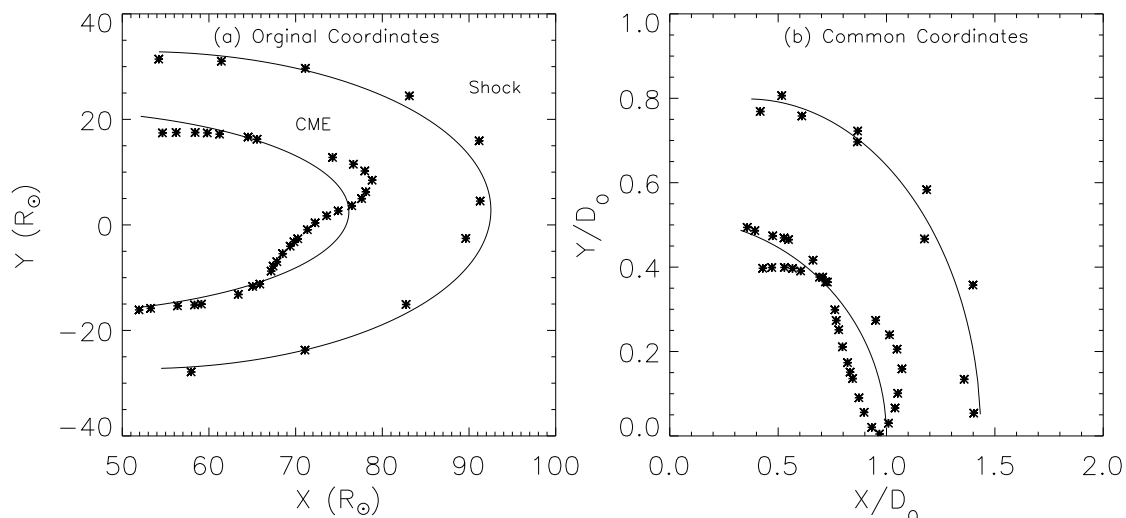 (a) Orginal Coordinates
Shock
CME
40
20
0
−20
−40
Y (R☉)
50
60
70
80
90
100
X (R☉)
(b) Common Coordinates
1.0
0.8
0.6
0.4
0.2
0.0
Y/D₀
0.0
0.5
1.0
1.5
2.0
X/D₀